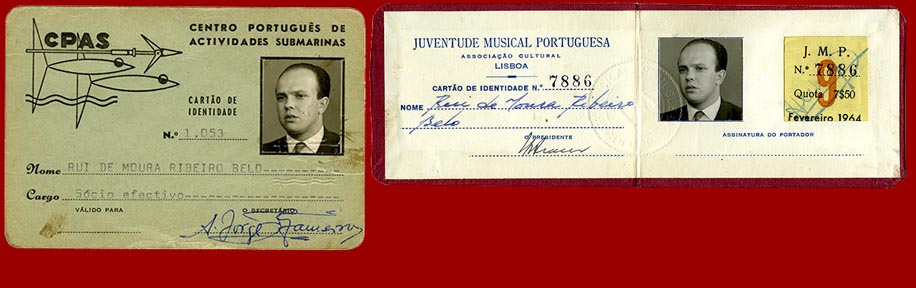 CPAS
CENTRO PORTUGUÊS DE
ACTIVIDADES SUBMARINAS
CARTÃO DE
IDENTIDADE
N.º 1.053
Nome RUI DE MOURA RIBEIRO BELO
Cargo Sócio efectivo
VÁLIDO PARA
O SECRETÁRIO
JUVENTUDE MUSICAL PORTUGUESA
ASSOCIAÇÃO CULTURAL
LISBOA
CARTÃO DE IDENTIDADE N.º 7886
NOME Rui de Moura Ribeiro
Belo
O PRESIDENTE
J. M. P.
N.º 7886
9
Quota 7$50
Fevereiro 1964
ASSINATURA DO PORTADOR